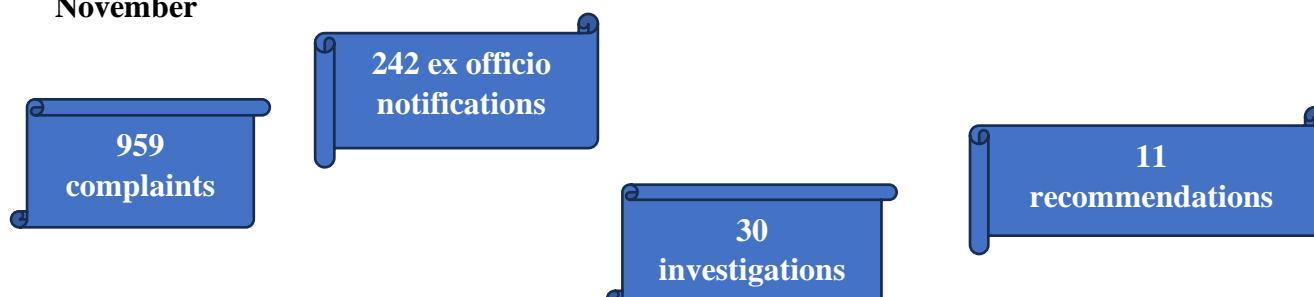 November
242 ex officio
notifications
959
complaints
11
recommendations
30
investigations